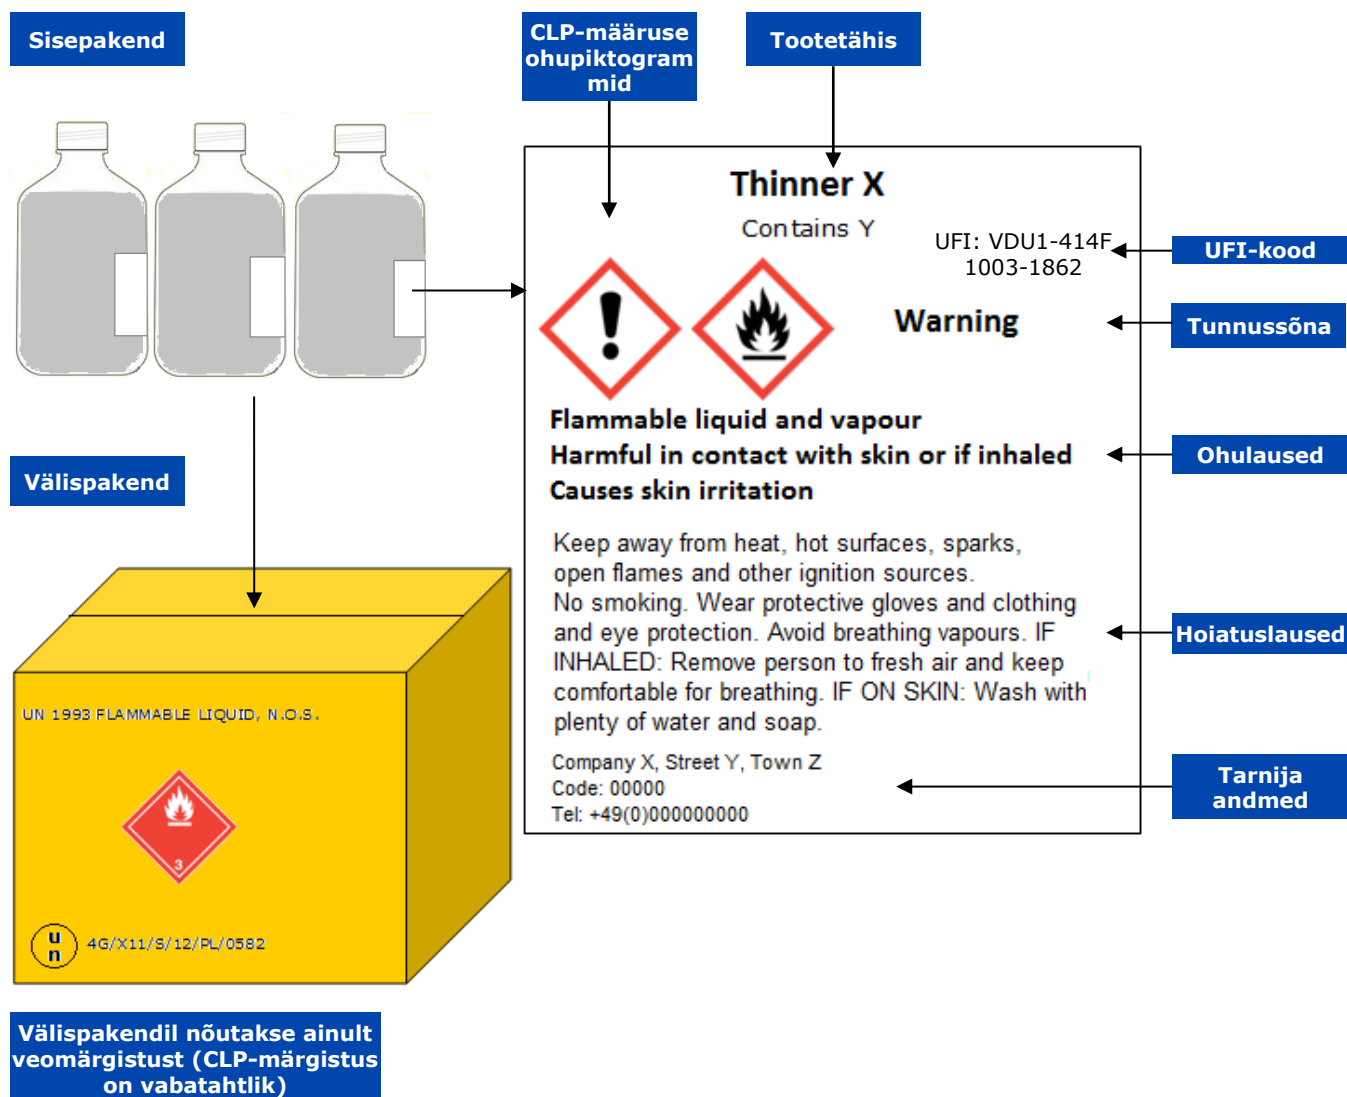 Sisepakend
CLP-määruse
ohupiktogram
mid
Tootetähis
Thinner X
Contains Y
UFI: VDU1-414F
1003-1862
UFI-kood
Warning
Tunnussõna
Flammable liquid and vapour
Harmful in contact with skin or if inhaled
Causes skin irritation
Ohulaused
Välispakend
Keep away from heat, hot surfaces, sparks,
open flames and other ignition sources.
No smoking. Wear protective gloves and clothing
and eye protection. Avoid breathing vapours. IF
INHALED: Remove person to fresh air and keep
comfortable for breathing. IF ON SKIN: Wash with
plenty of water and soap.
Hoiatuslaused
Company X, Street Y, Town Z
Code: 00000
Tel: +49(0)000000000
Tarnija
andmed
UN 1993 FLAMMABLE LIQUID, N.O.S.
3
un
4G/X11/S/12/PL/0582
Välispakendil nõutakse ainult
veomärgistust (CLP-märgistus
on vabatahtlik)